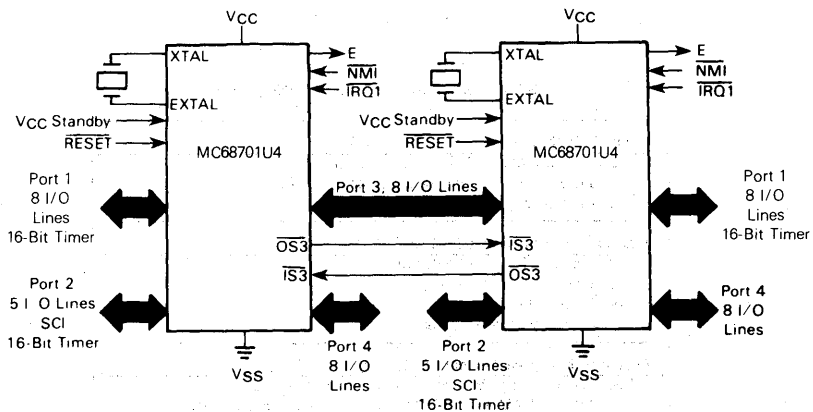 VCC
XTAL
E
NMI
IRQ1
EXTAL
VCC Standby
RESET
MC68701U4
Port 1
8 I/O
Lines
16-Bit Timer
OS3
IS3
Port 2
5 I O Lines
SCI
16-Bit Timer
VSS
Port 4
8 I/O
Lines
Port 3, 8 I/O Lines
VCC
XTAL
E
NMI
IRQ1
EXTAL
VCC Standby
RESET
MC68701U4
Port 1
8 I/O
Lines
16-Bit Timer
IS3
OS3
Port 4
8 I/O
Lines
Port 2
5 I/O Lines
SCI
16-Bit Timer
VSS